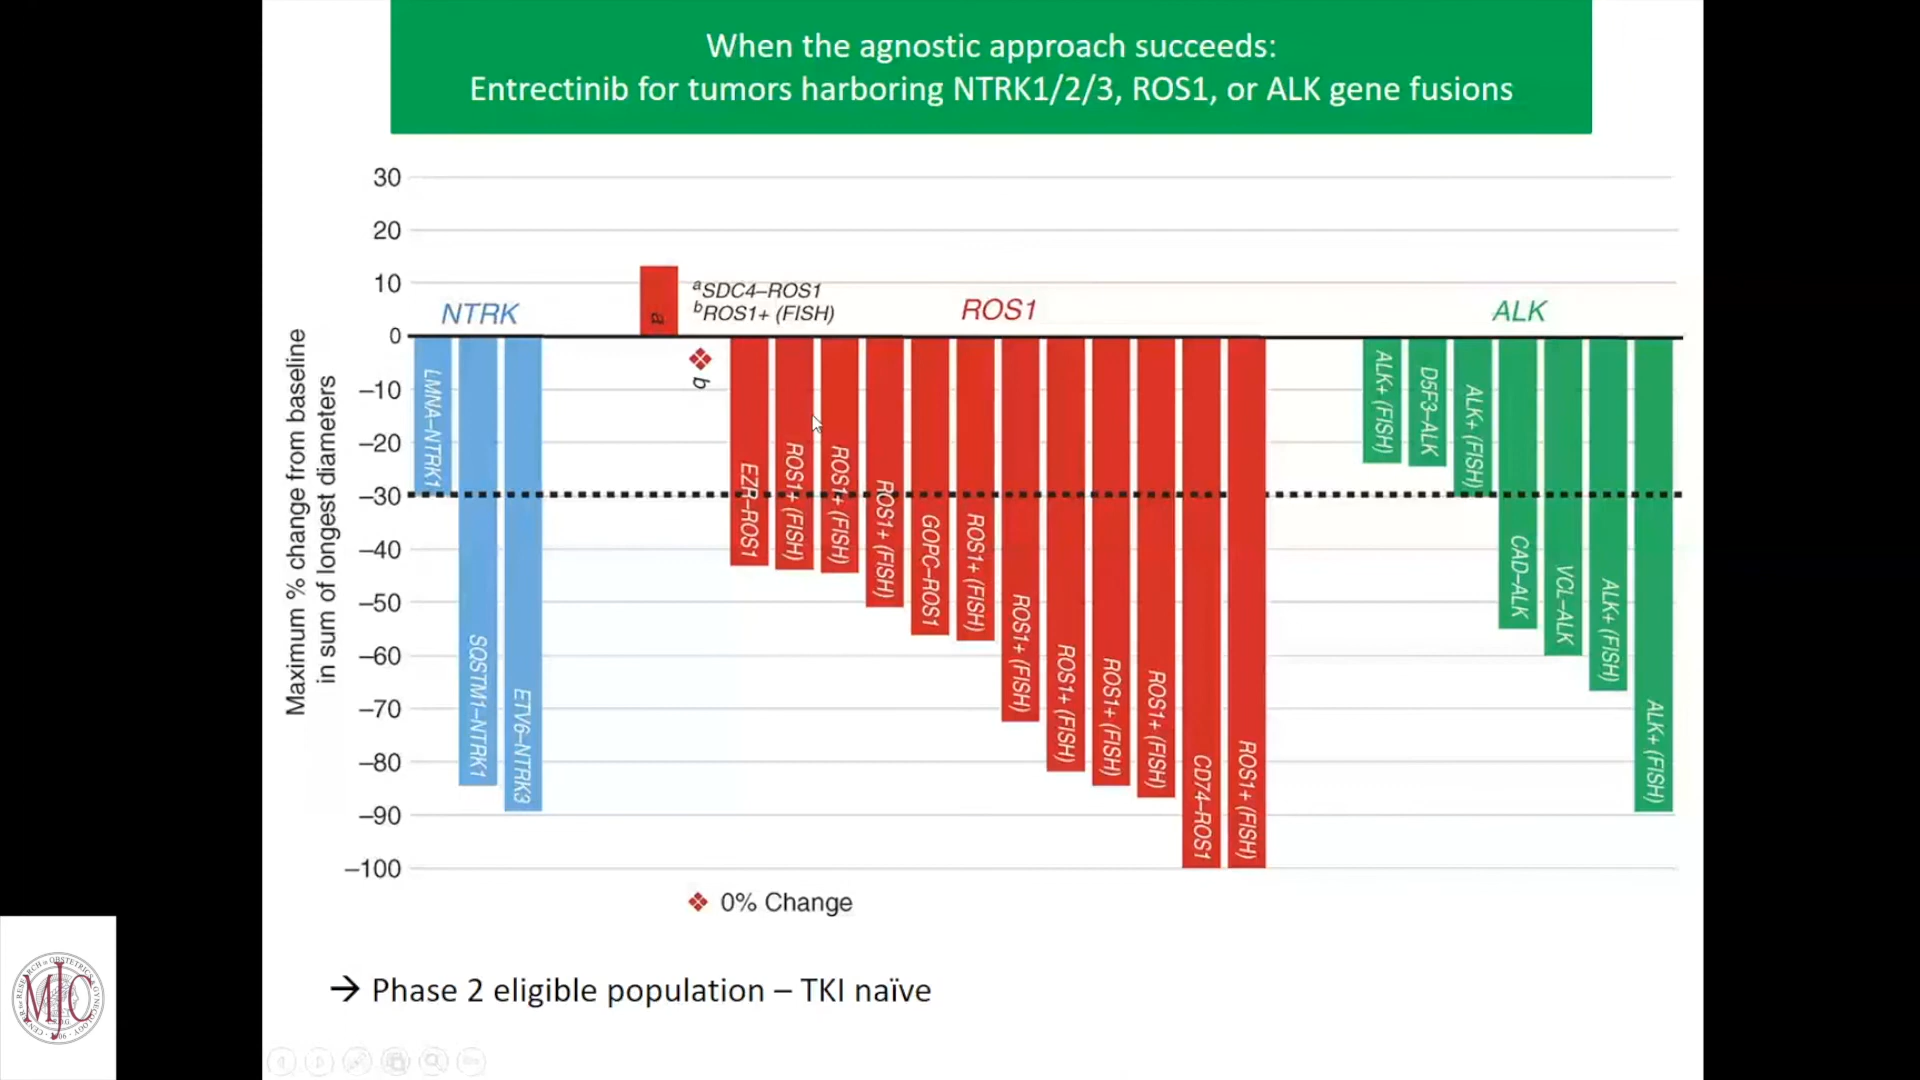 When the agnostic approach succeeds:
Entrectinib for tumors harboring NTRK1/2/3, ROS1, or ALK gene fusions
Maximum % change from baseline
in sum of longest diameters
30
20
10
0
–10
–20
–30
–40
–50
–60
–70
–80
–90
–100
NTRK
LMNA–NTRK1
SQSTM1–NTRK1
ETV6–NTRK3
a
aSDC4–ROS1
bROS1+ (FISH)
ROS1
b
EZR–ROS1
ROS1+ (FISH)
ROS1+ (FISH)
ROS1+ (FISH)
GOPC–ROS1
ROS1+ (FISH)
ROS1+ (FISH)
ROS1+ (FISH)
ROS1+ (FISH)
ROS1+ (FISH)
CD74–ROS1
ROS1+ (FISH)
ALK
ALK+ (FISH)
D5F3–ALK
ALK+ (FISH)
CAD–ALK
VCL–ALK
ALK+ (FISH)
ALK+ (FISH)
0% Change
→ Phase 2 eligible population – TKI naïve
MJC